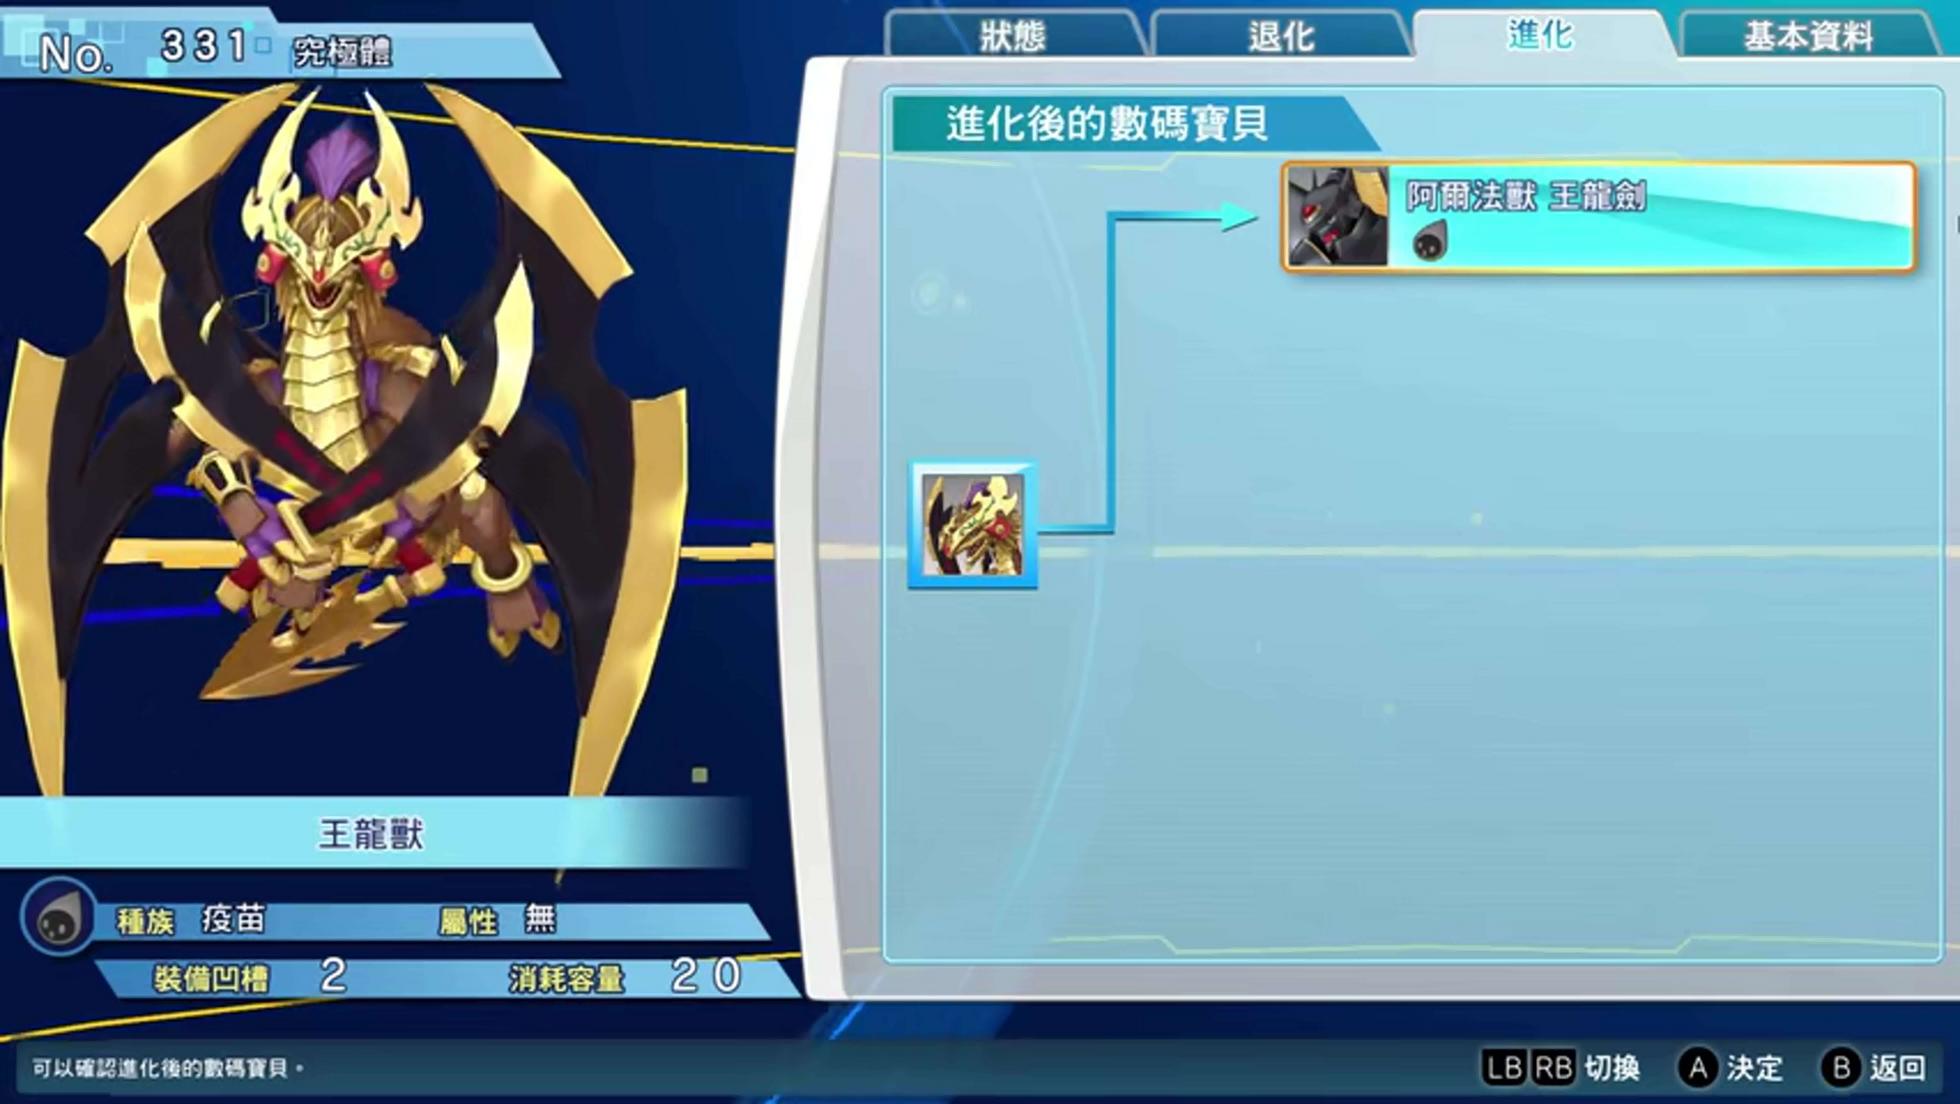 No. 331 究極體
狀態 退化 進化 基本資料
進化後的數碼寶貝
阿爾法獸 王龍劍
王龍獸
種族 疫苗 屬性 無
裝備凹槽 2 消耗容量 20
可以確認進化後的數碼寶貝。
LB RB 切換 A 決定 B 返回